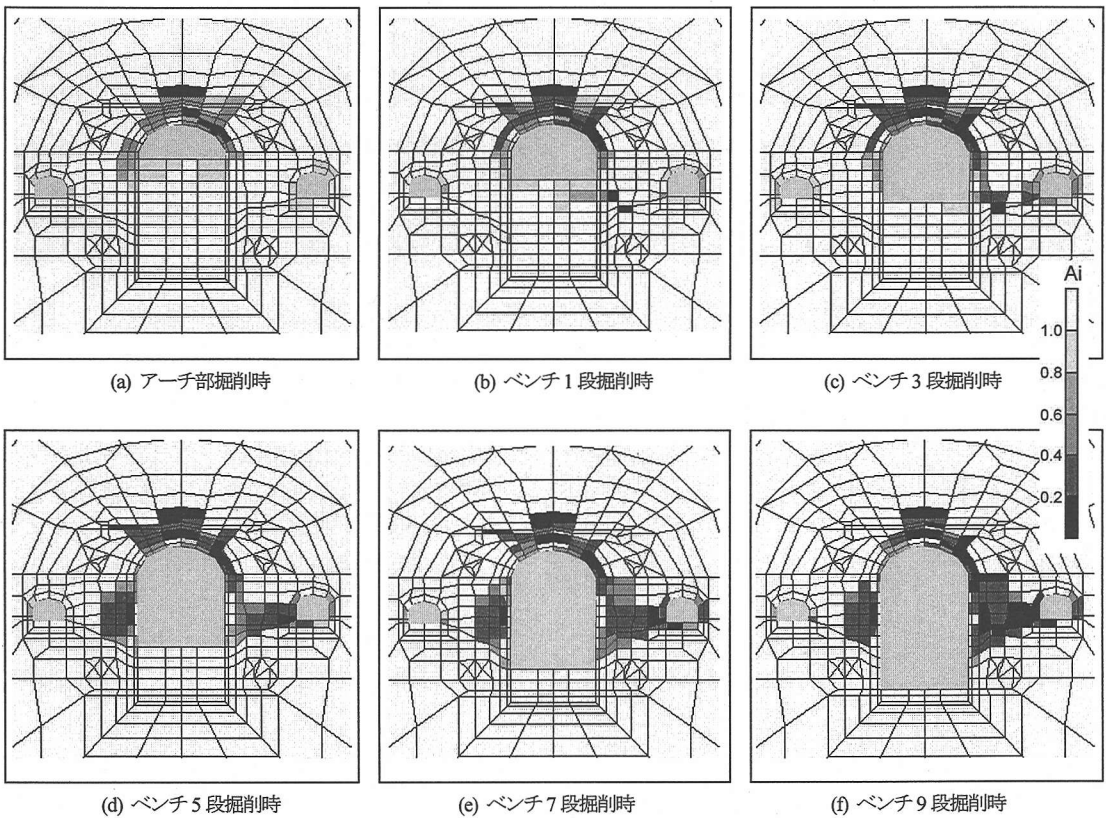 (a) アーチ部掘削時
(b) ベンチ1段掘削時
(c) ベンチ3段掘削時
Ai
1.0
0.8
0.6
0.4
0.2
(d) ベンチ5段掘削時
(e) ベンチ7段掘削時
(f) ベンチ9段掘削時